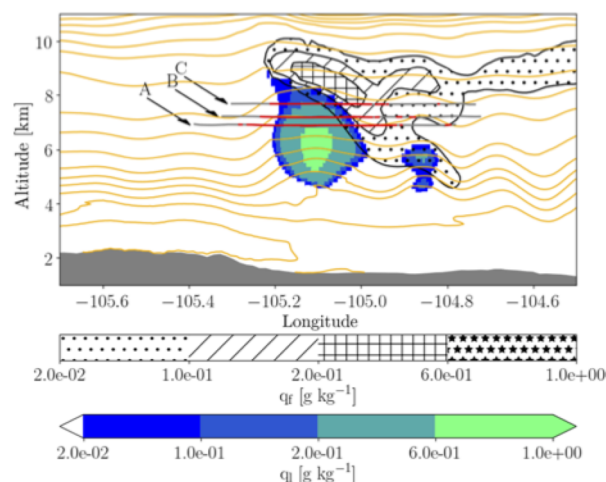 10
8
6
4
2
Altitude [km]
A
B
C
−105.6 −105.4 −105.2 −105.0 −104.8 −104.6
Longitude
2.0e-02 1.0e-01 2.0e-01 6.0e-01 1.0e+00
qf [g kg−1]
2.0e-02 1.0e-01 2.0e-01 6.0e-01 1.0e+00
ql [g kg−1]